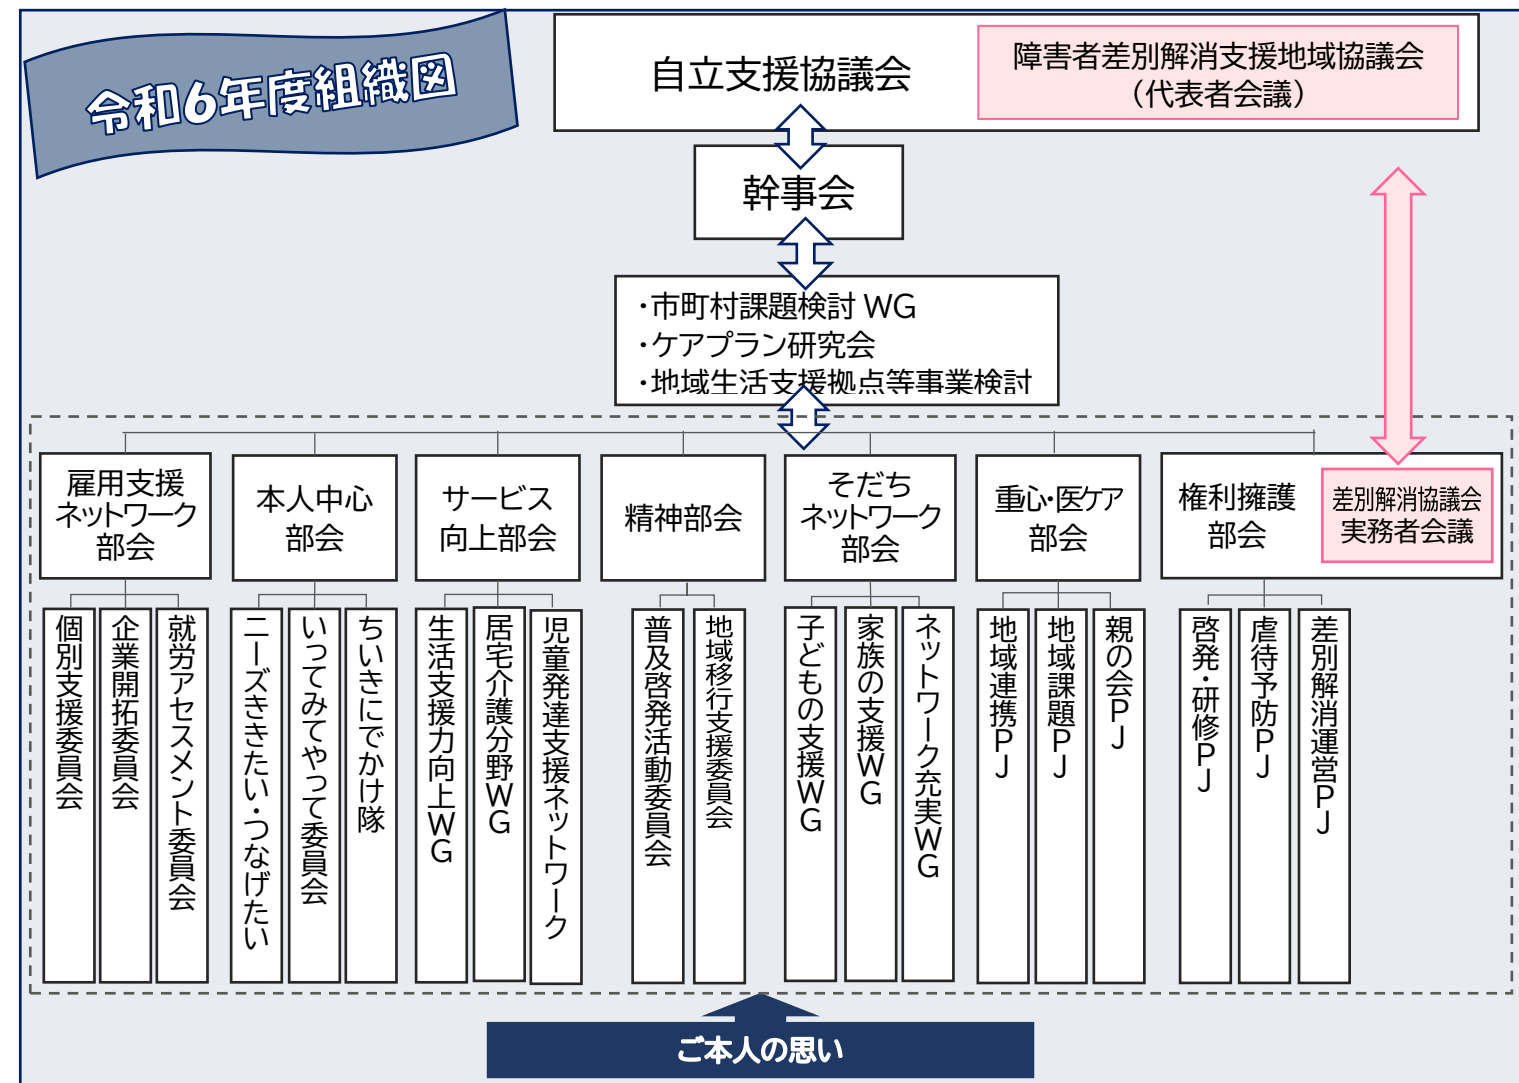 令和6年度組織図
自立支援協議会
障害者差別解消支援地域協議会
（代表者会議）
幹事会
・市町村課題検討 WG
・ケアプラン研究会
・地域生活支援拠点等事業検討
雇用支援
ネットワーク
部会
本人中心
部会
サービス
向上部会
精神部会
そだち
ネットワーク
部会
重心・医ケア
部会
権利擁護
部会
差別解消協議会
実務者会議
個別支援委員会
企業開拓委員会
就労アセスメント委員会
ニーズききたい・つなげたい
いってみてやって委員会
ちいきにでかけ隊
生活支援力向上WG
居宅介護分野WG
児童発達支援ネットワーク
普及啓発活動委員会
地域移行支援委員会
子どもの支援WG
家族の支援WG
ネットワーク充実WG
地域連携PJ
地域課題PJ
親の会PJ
啓発・研修PJ
虐待予防PJ
差別解消運営PJ
ご本人の思い